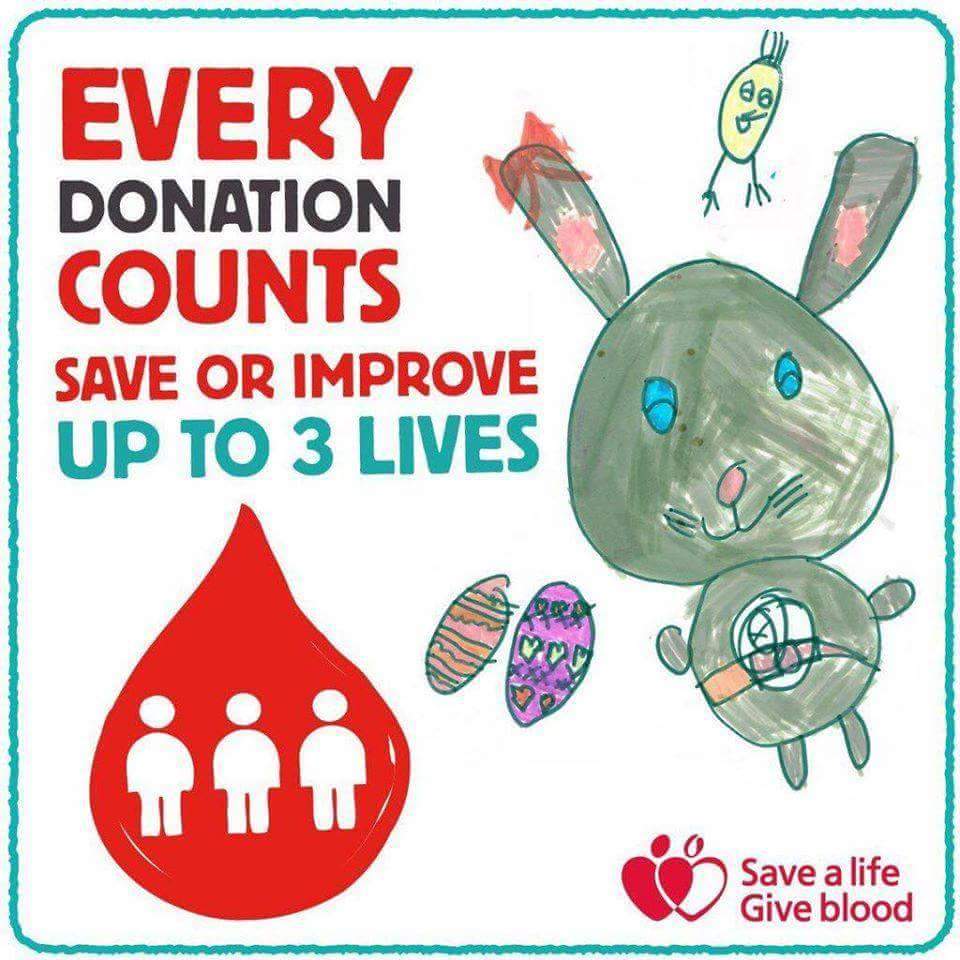 EVERY
DONATION
COUNTS
SAVE OR IMPROVE
UP TO 3 LIVES
Save a life
Give blood